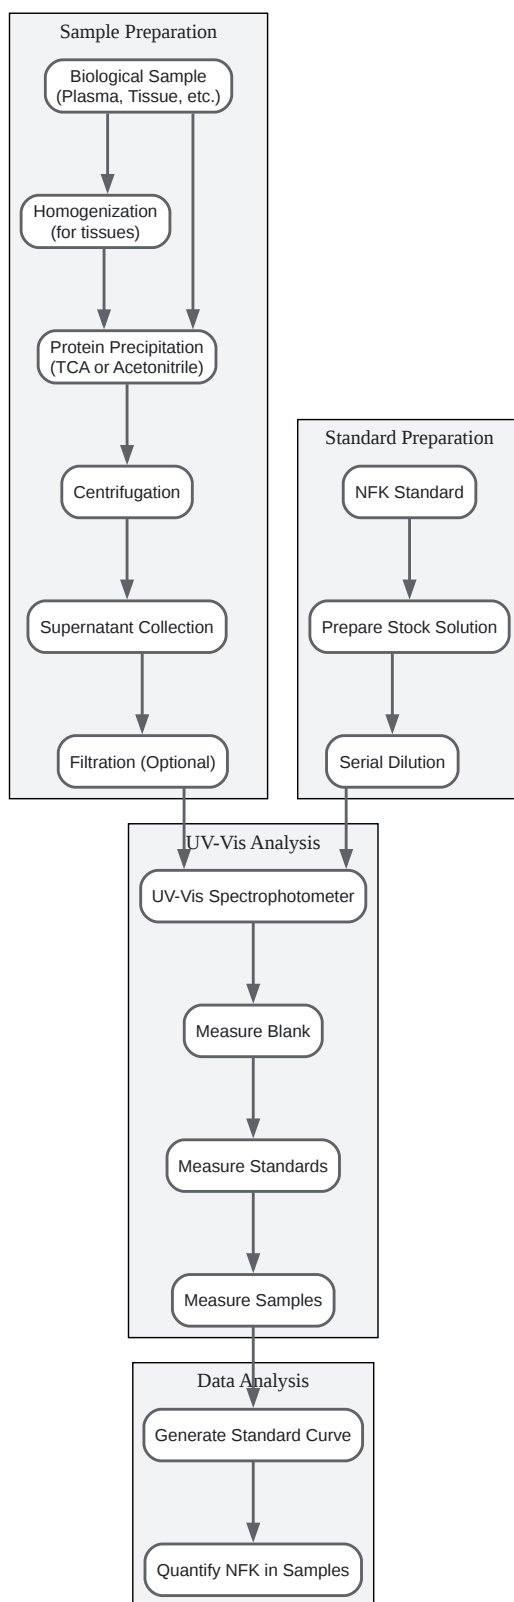 Sample Preparation
Biological Sample
(Plasma, Tissue, etc.)
Homogenization
(for tissues)
Protein Precipitation
(TCA or Acetonitrile)
Centrifugation
Supernatant Collection
Filtration (Optional)
Standard Preparation
NFK Standard
Prepare Stock Solution
Serial Dilution
UV-Vis Analysis
UV-Vis Spectrophotometer
Measure Blank
Measure Standards
Measure Samples
Data Analysis
Generate Standard Curve
Quantify NFK in Samples